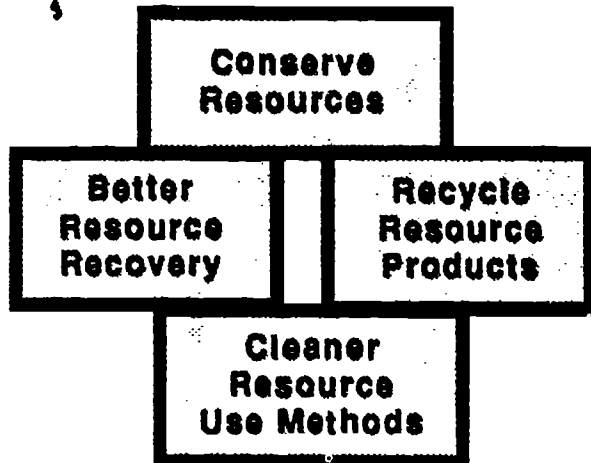 Conserve
Resources
Better
Resource
Recovery
Recycle
Resource
Products
Cleaner
Resource
Use Methods